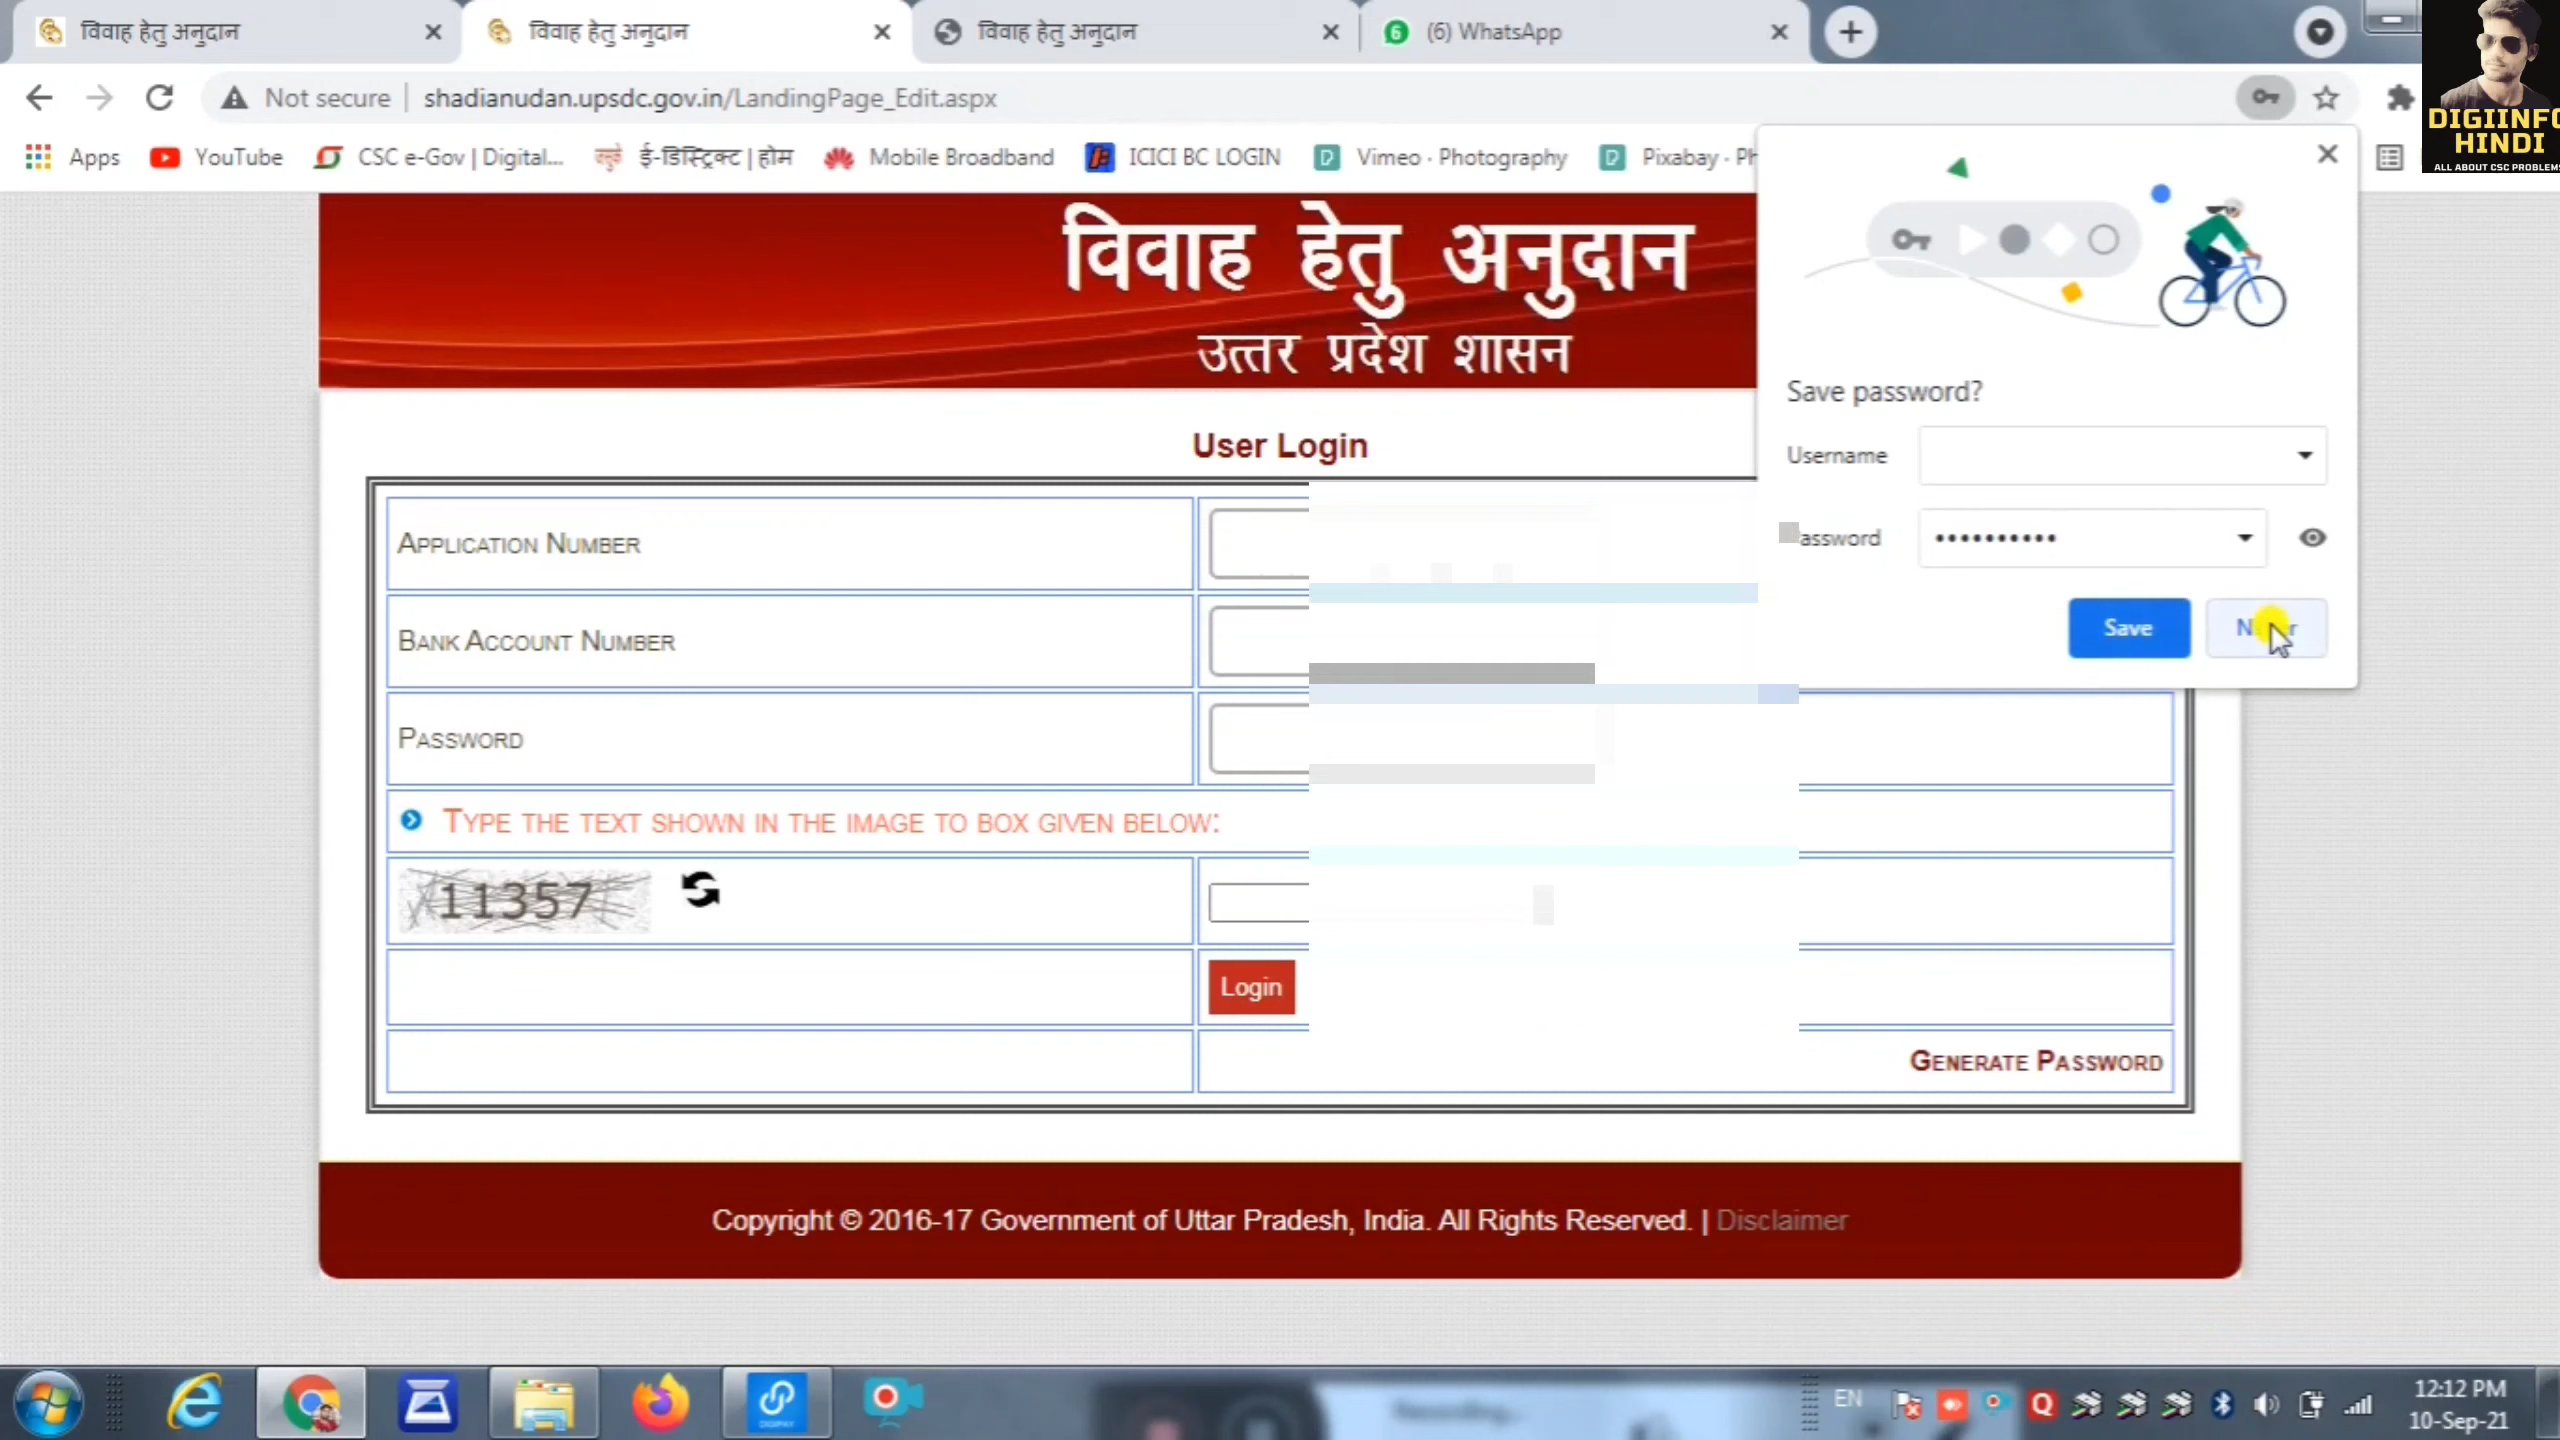 विवाह हेतु अनुदान
विवाह हेतु अनुदान
विवाह हेतु अनुदान
6
(6) WhatsApp
Not secure
shadianudan.upsdc.gov.in/LandingPage_Edit.aspx
DIGIINFO
HINDI
ALL ABOUT CSC PROBLEMS
Apps
YouTube
CSC e-Gov | Digital...
ई-डिस्ट्रिक्ट | होम
Mobile Broadband
ICICI BC LOGIN
Vimeo · Photography
Pixabay · Ph
विवाह हेतु अनुदान
उत्तर प्रदेश शासन
Save password?
Username
assword
••••••••••
Save
User Login
Application Number
Bank Account Number
Password
Type the text shown in the image to box given below:
11357
Login
Generate Password
Copyright © 2016-17 Government of Uttar Pradesh, India. All Rights Reserved. | Disclaimer
DIGIPAY
Recording...
EN
12:12 PM
10-Sep-21